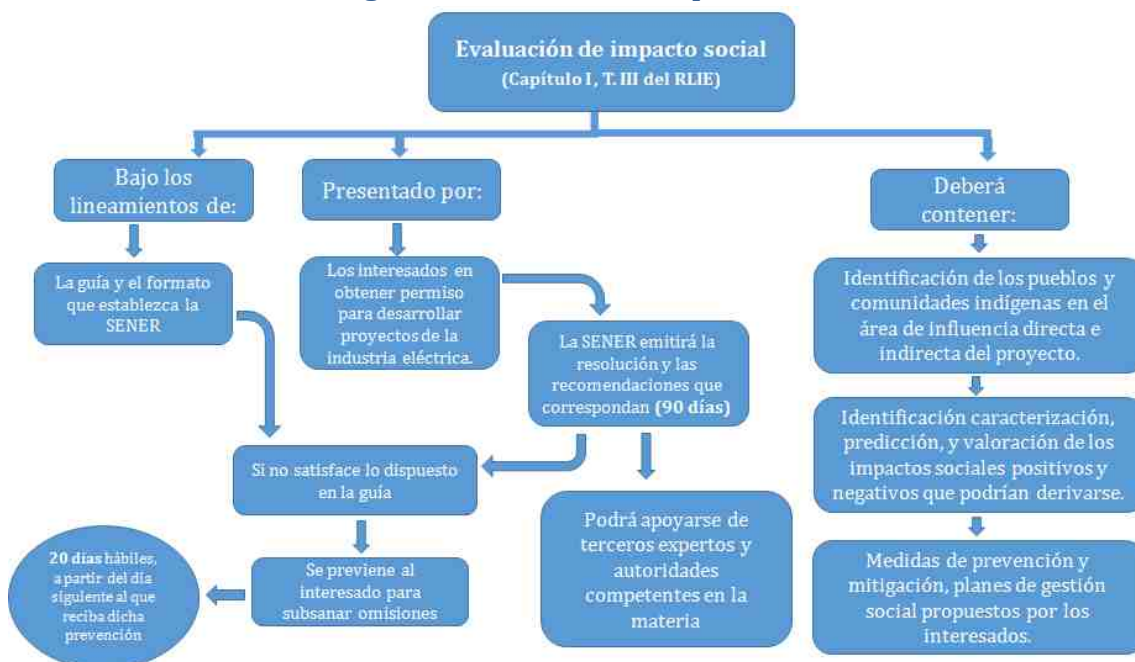 Evaluación de impacto social
(Capítulo I, T. III del RLIE)
Bajo los
lineamientos de:
Presentado por:
Deberá
contener:
La guía y el formato
que establezca la
SENER
Los interesados en
obtener permiso
para desarrollar
proyectos de la
industria eléctrica.
La SENER emitirá la
resolución y las
recomendaciones que
correspondan (90 días)
Identificación de los pueblos y
comunidades indígenas en el
área de influencia directa e
indirecta del proyecto.
Identificación caracterización,
predicción, y valoración de los
impactos sociales positivos y
negativos que podrían derivarse.
Si no satisface lo dispuesto
en la guía
Podrá apoyarse de
terceros expertos y
autoridades
competentes en la
materia
Medidas de prevención y
mitigación, planes de gestión
social propuestos por los
interesados.
Se previene al
interesado para
subsanar omisiones
20 días hábiles,
a partir del día
siguiente al que
reciba dicha
prevención